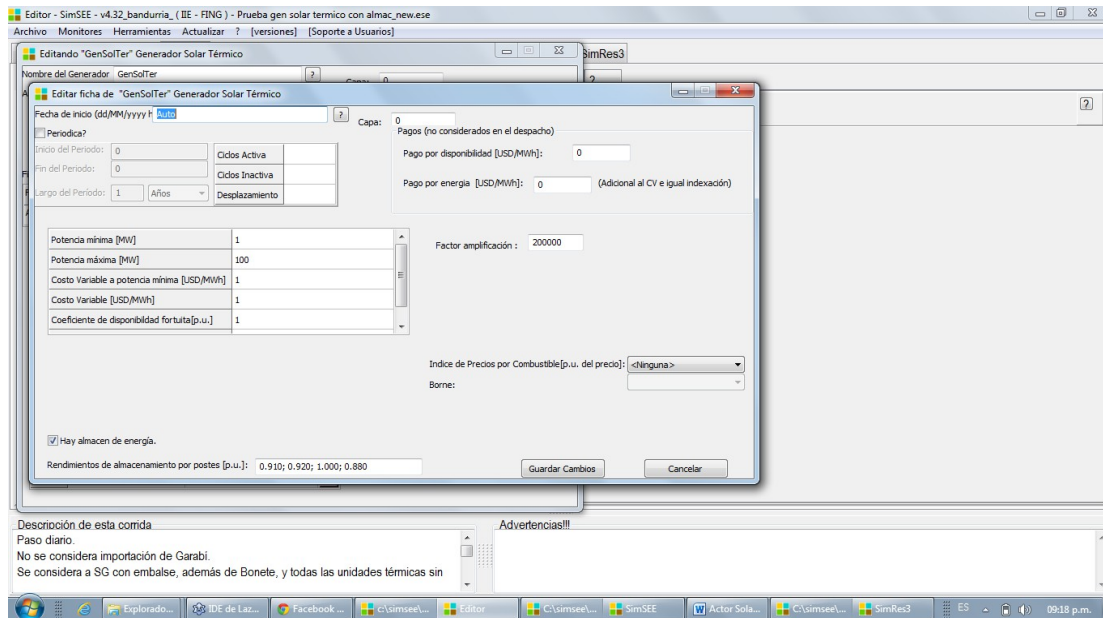 Editor - SimSEE - v4.32_bandurria_ ( IIE - FING ) - Prueba gen solar termico con almac_new.ese
Archivo Monitores Herramientas Actualizar ? [versiones] [Soporte a Usuarios]
Editando "GenSolTer" Generador Solar Térmico
SimRes3
Nombre del Generador GenSolTer ? Capa: 0
?
Editar ficha de "GenSolTer" Generador Solar Térmico
?
Fecha de inicio (dd/MM/yyyy h Auto ? Capa: 0
Periodica?
Pagos (no considerados en el despacho)
Inicio del Periodo: 0
Ciclos Activa
Pago por disponibilidad [USD/MWh]: 0
Fin del Periodo: 0
Ciclos Inactiva
Largo del Período: 1 Años
Desplazamiento
Pago por energia [USD/MWh]: 0 (Adicional al CV e igual indexación)
Potencia mínima [MW] 1
Factor amplificación : 200000
Potencia máxima [MW] 100
Costo Variable a potencia mínima [USD/MWh] 1
Costo Variable [USD/MWh] 1
Coeficiente de disponibildad fortuita[p.u.] 1
Indice de Precios por Combustible[p.u. del precio]: <Ninguna>
Borne:
Hay almacen de energía.
Rendimientos de almacenamiento por postes [p.u.]: 0.910; 0.920; 1.000; 0.880
Guardar Cambios Cancelar
Descripción de esta corrida
Advertencias!!!
Paso diario.
No se considera importación de Garabi.
Se considera a SG con embalse, además de Bonete, y todas las unidades térmicas sin
Explorado... IDE de Laz... Facebook ... c:\simsee\... Editor C:\simsee\... SimSEE Actor Sola... C:\simsee\... SimRes3 ES 09:18 p.m.